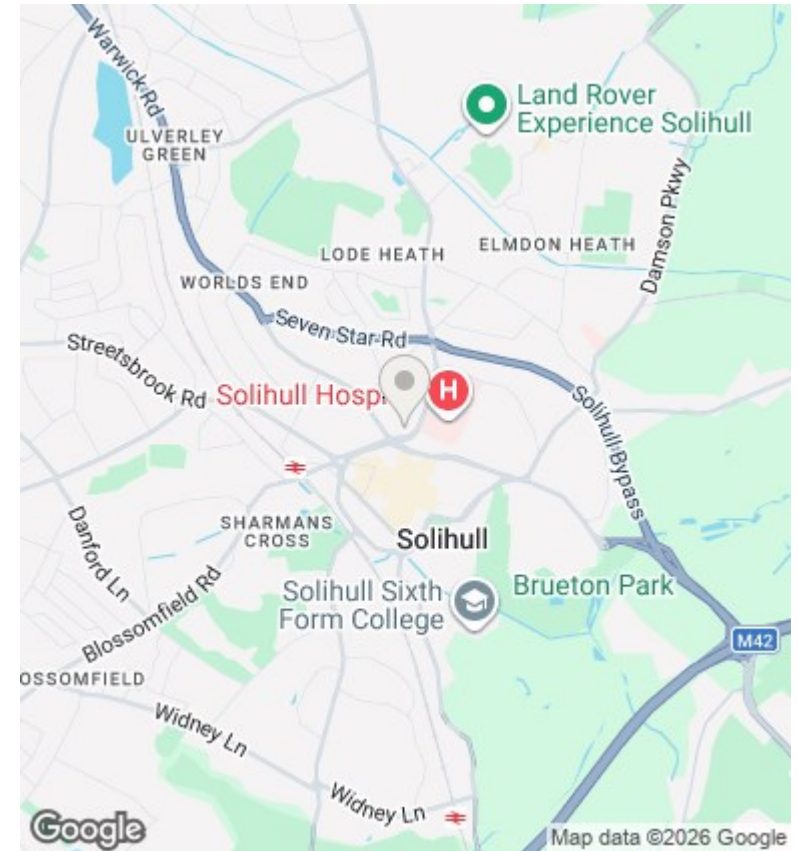 Warwick Rd
Land Rover
Experience Solihull
ULVERLEY
GREEN
Damson Pkwy
LODE HEATH
ELMDON HEATH
WORLDS END
Seven Star Rd
Streetsbrook Rd
Solihull Hosp
H
Solihull Bypass
SHARMANS
CROSS
Solihull
Danford Ln
Solihull Sixth
Form College
Brueton Park
Blossomfield Rd
M42
OSSOMFIELD
Widney Ln
Widney Ln
Google
Map data ©2026 Google